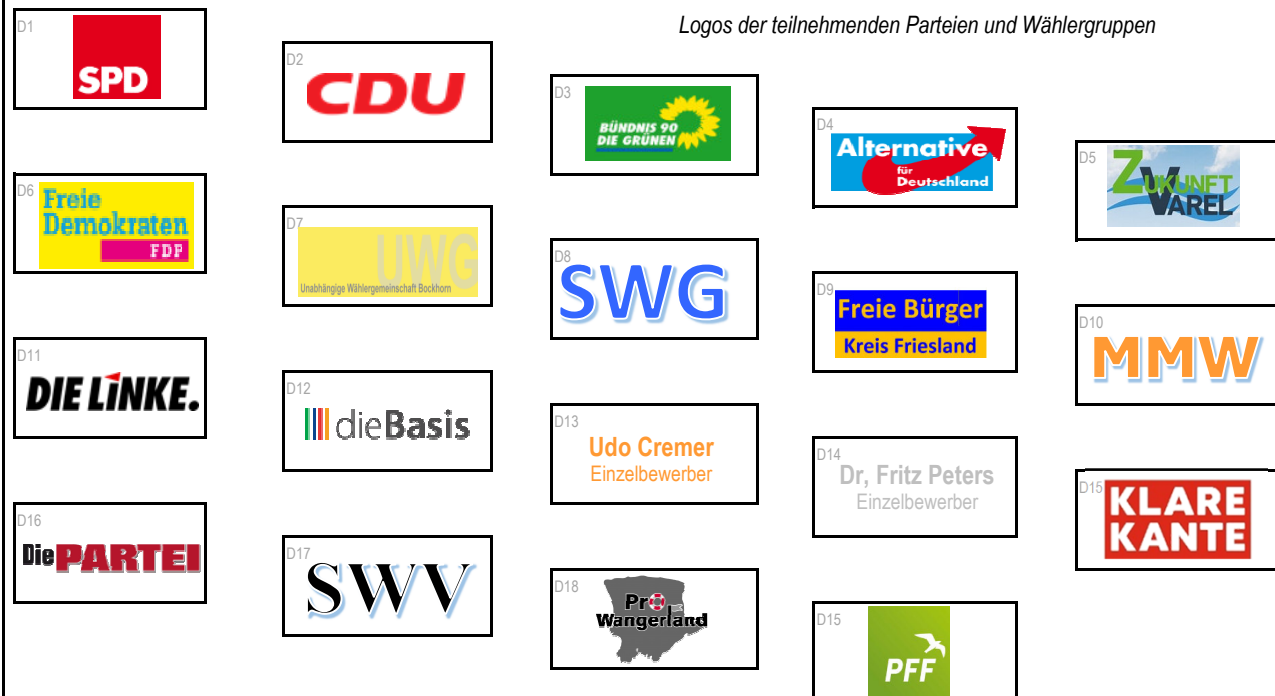 Logos der teilnehmenden Parteien und Wählergruppen
D1
SPD
D2
CDU
D3
BÜNDNIS 90
DIE GRÜNEN
D4
Alternative
für
Deutschland
D5
ZUKUNFT
VAREL
D6
Freie
Demokraten
FDP
D7
UWG
Unabhängige Wählergemeinschaft Bockhorn
D8
SWG
D9
Freie Bürger
Kreis Friesland
D10
MMW
D11
DIE LINKE.
D12
dieBasis
D13
Udo Cremer
Einzelbewerber
D14
Dr, Fritz Peters
Einzelbewerber
D15
KLARE
KANTE
D16
Die PARTEI
D17
SWV
D18
Pro
Wangerland
D15
PFF